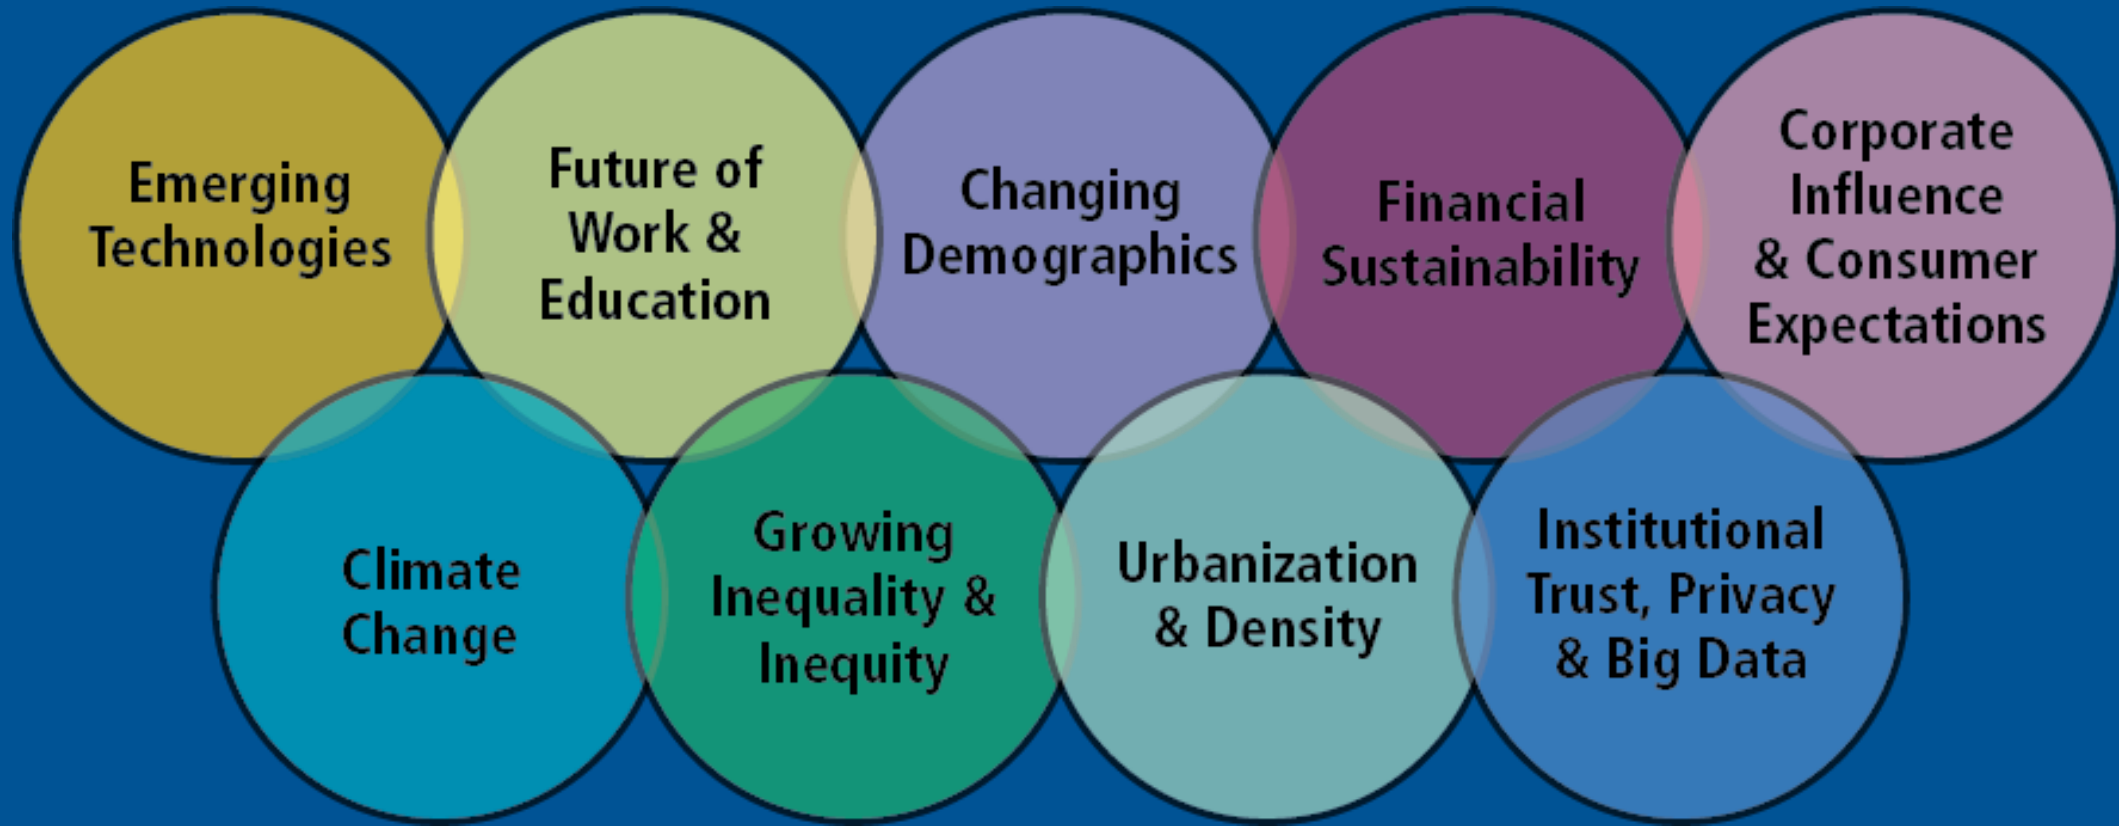 Emerging
Technologies
Future of
Work &
Education
Changing
Demographics
Financial
Sustainability
Corporate
Influence
& Consumer
Expectations
Climate
Change
Growing
Inequality &
Inequity
Urbanization
& Density
Institutional
Trust, Privacy
& Big Data